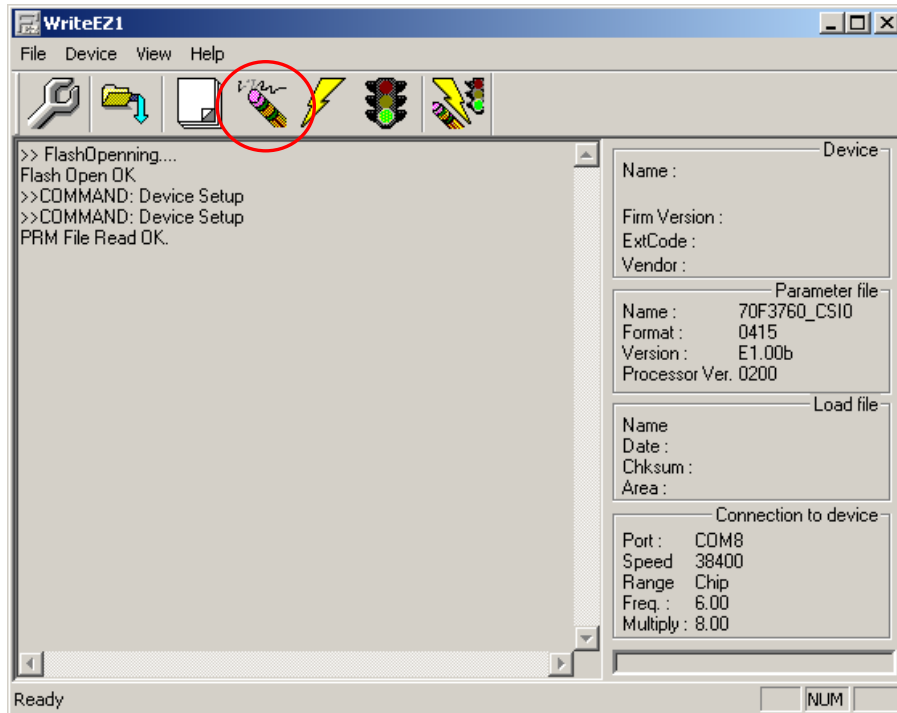 WriteEZ1
File Device View Help
>> FlashOpenning....
Flash Open OK
>>COMMAND: Device Setup
>>COMMAND: Device Setup
PRM File Read OK.
Device
Name :
Firm Version :
ExtCode :
Vendor :
Parameter file
Name : 70F3760_CSI0
Format : 0415
Version : E1.00b
Processor Ver. 0200
Load file
Name
Date :
Chksum :
Area :
Connection to device
Port : COM8
Speed 38400
Range Chip
Freq. : 6.00
Multiply : 8.00
Ready NUM